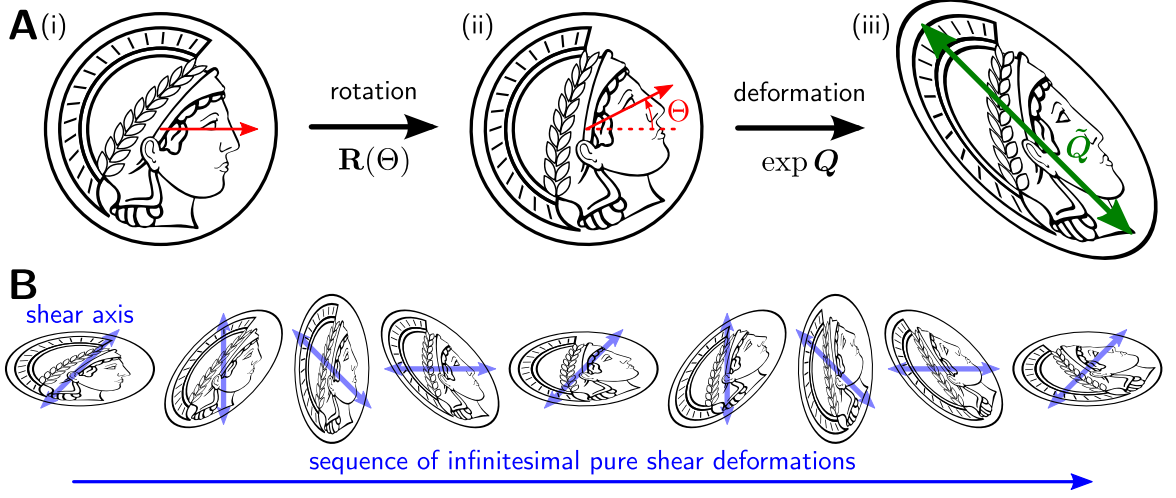 A (i) (ii) (iii)
rotation
R(Θ)
Θ
deformation
exp Q
Q̃
B
shear axis
sequence of infinitesimal pure shear deformations